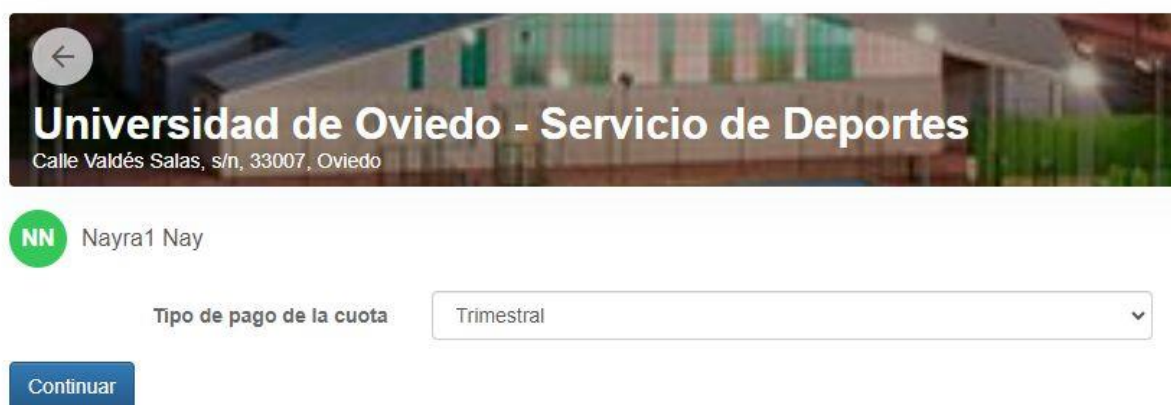 Universidad de Oviedo - Servicio de Deportes
Calle Valdés Salas, s/n, 33007, Oviedo
NN Nayra1 Nay
Tipo de pago de la cuota Trimestral
Continuar